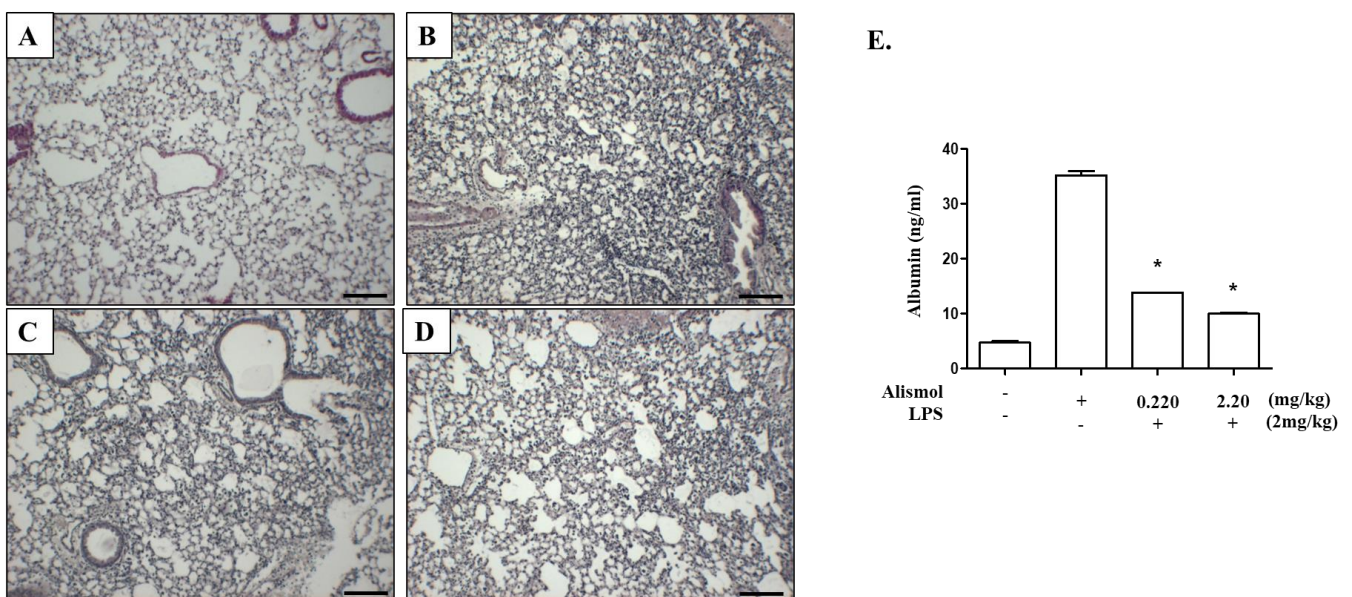 A
B
C
D
E.
40
30
20
10
0
Albumin (ng/ml)
*
*
Alismol - + 0.220 2.20 (mg/kg)
LPS - - + + (2mg/kg)